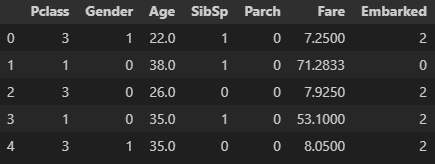 Pclass Gender Age SibSp Parch Fare Embarked
0 3 1 22.0 1 0 7.2500 2
1 1 0 38.0 1 0 71.2833 0
2 3 0 26.0 0 0 7.9250 2
3 1 0 35.0 1 0 53.1000 2
4 3 1 35.0 0 0 8.0500 2